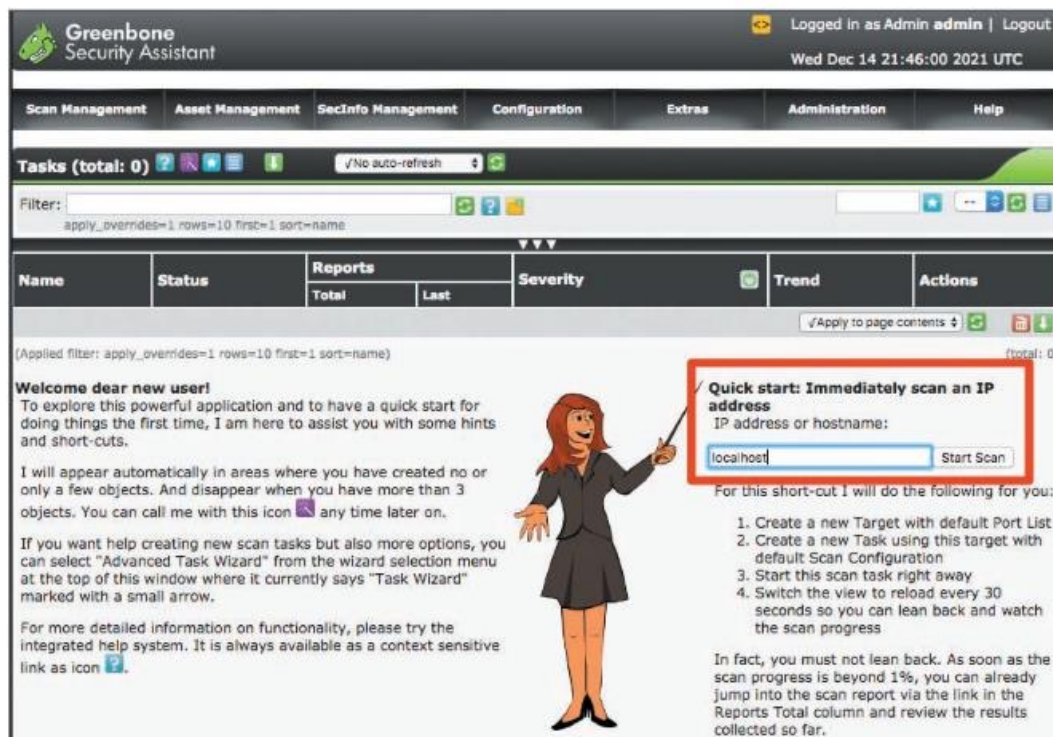 Greenbone
Security Assistant
Logged in as Admin admin | Logout
Wed Dec 14 21:46:00 2021 UTC
Scan Management Asset Management SecInfo Management Configuration Extras Administration Help
Tasks (total: 0) √No auto-refresh
Filter:
apply_overrides=1 rows=10 first=1 sort=name
--
Name Status Reports Severity Trend Actions
Total Last
√Apply to page contents
(Applied filter: apply_overrides=1 rows=10 first=1 sort=name) (total: 0
Welcome dear new user!
To explore this powerful application and to have a quick start for
doing things the first time, I am here to assist you with some hints
and short-cuts.
I will appear automatically in areas where you have created no or
only a few objects. And disappear when you have more than 3
objects. You can call me with this icon any time later on.
If you want help creating new scan tasks but also more options, you
can select "Advanced Task Wizard" from the wizard selection menu
at the top of this window where it currently says "Task Wizard"
marked with a small arrow.
For more detailed information on functionality, please try the
integrated help system. It is always available as a context sensitive
link as icon ?.
Quick start: Immediately scan an IP
address
IP address or hostname:
localhost Start Scan
For this short-cut I will do the following for you:
1. Create a new Target with default Port List
2. Create a new Task using this target with
default Scan Configuration
3. Start this scan task right away
4. Switch the view to reload every 30
seconds so you can lean back and watch
the scan progress
In fact, you must not lean back. As soon as the
scan progress is beyond 1%, you can already
jump into the scan report via the link in the
Reports Total column and review the results
collected so far.